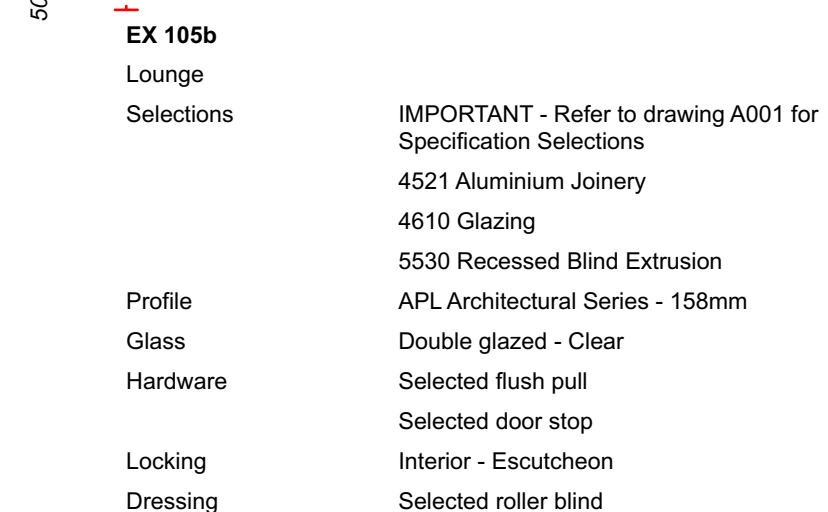 50
EX 105b
Lounge
Selections IMPORTANT - Refer to drawing A001 for
Specification Selections
4521 Aluminium Joinery
4610 Glazing
5530 Recessed Blind Extrusion
Profile APL Architectural Series - 158mm
Glass Double glazed - Clear
Hardware Selected flush pull
Selected door stop
Locking Interior - Escutcheon
Dressing Selected roller blind